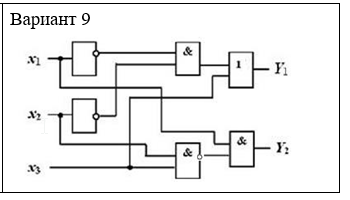 Вариант 9
x₁ & 1 Y₁
x₂
& & Y₂
x₃